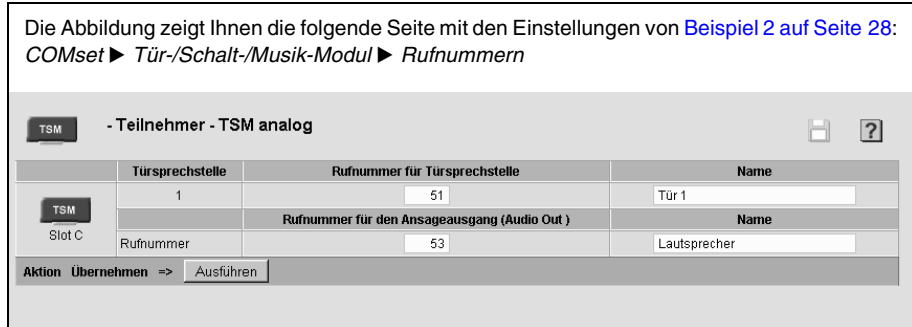 Die Abbildung zeigt Ihnen die folgende Seite mit den Einstellungen von Beispiel 2 auf Seite 28:
COMset ▶ Tür-/Schalt-/Musik-Modul ▶ Rufnummern
TSM - Teilnehmer - TSM analog ?
Türsprechstelle Rufnummer für Türsprechstelle Name
1 51 Tür 1
TSM
Slot C
Rufnummer für den Ansageausgang (Audio Out ) Name
Rufnummer 53 Lautsprecher
Aktion Übernehmen => Ausführen